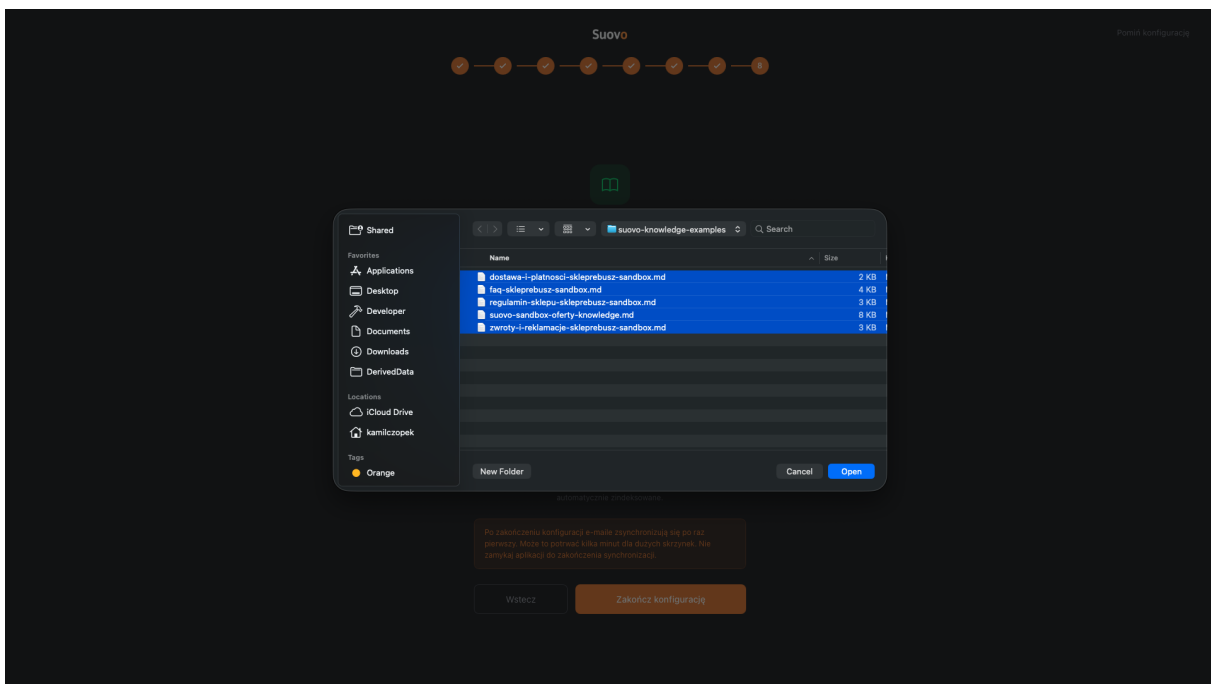 Suovo
Pomiń konfigurację
8
Shared
Favorites
Applications
Desktop
Developer
Documents
Downloads
DerivedData
Locations
iCloud Drive
kamilczopek
Tags
Orange
suovo-knowledge-examples
Search
Name
Size
dostawa-i-platnosci-skleprebusz-sandbox.md 2 KB
faq-skleprebusz-sandbox.md 4 KB
regulamin-sklepu-skleprebusz-sandbox.md 3 KB
suovo-sandbox-oferty-knowledge.md 8 KB
zwroty-i-reklamacje-skleprebusz-sandbox.md 3 KB
New Folder
Cancel
Open
automatycznie zindeksowane.
Po zakończeniu konfiguracji e-maile zsynchronizują się po raz
pierwszy. Może to potrwać kilka minut dla dużych skrzynek. Nie
zamykaj aplikacji do zakończenia synchronizacji.
Wstecz
Zakończ konfigurację